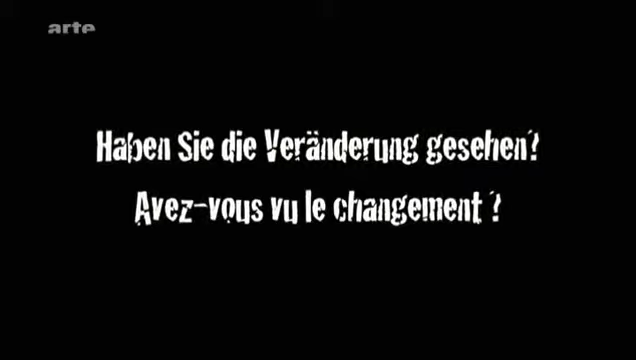 arte
Haben Sie die Veränderung gesehen?
Avez-vous vu le changement ?